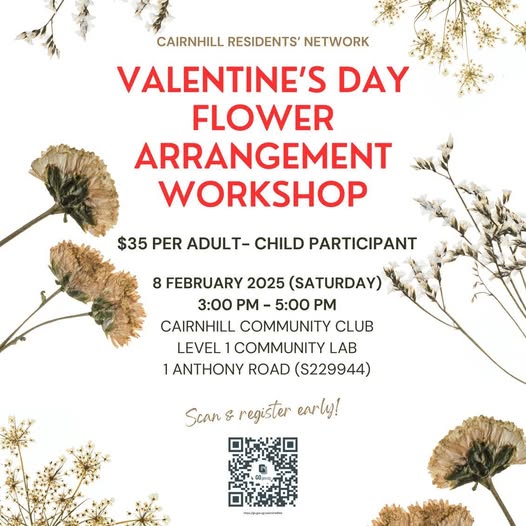 CAIRNHILL RESIDENTS' NETWORK
VALENTINE'S DAY
FLOWER
ARRANGEMENT
WORKSHOP
$35 PER ADULT- CHILD PARTICIPANT
8 FEBRUARY 2025 (SATURDAY)
3:00 PM - 5:00 PM
CAIRNHILL COMMUNITY CLUB
LEVEL 1 COMMUNITY LAB
1 ANTHONY ROAD (S229944)
Scan & register early!